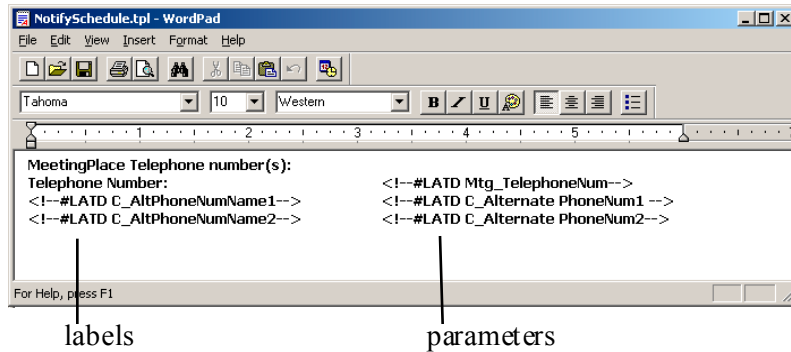 NotifySchedule.tpl - WordPad
File Edit View Insert Format Help
Tahoma 10 Western B I U
1 2 3 4 5
MeetingPlace Telephone number(s):
Telephone Number: <!--#LATD Mtg_TelephoneNum-->
<!--#LATD C_AltPhoneNumName1--> <!--#LATD C_Alternate PhoneNum1 -->
<!--#LATD C_AltPhoneNumName2--> <!--#LATD C_Alternate PhoneNum2-->
For Help, press F1
labels parameters